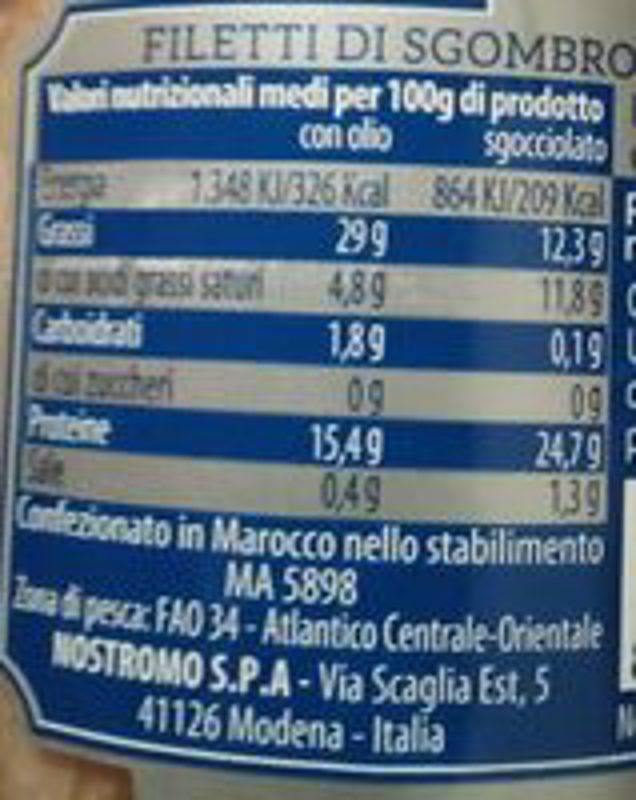 FILETTI DI SGOMBRO
Valori nutrizionali medi per 100g di prodotto
con olio sgocciolato
Energia 1.348 KJ/326 Kcal 864 KJ/209 Kcal
Grassi 29 g 12,3 g
di cui acidi grassi saturi 4,8 g 11,8 g
Carboidrati 1,8 g 0,1 g
di cui zuccheri 0 g 0 g
Proteine 15,4 g 24,7 g
Sale 0,4 g 1,3 g
Confezionato in Marocco nello stabilimento
MA 5898
Zona di pesca: FAO 34 - Atlantico Centrale-Orientale
NOSTROMO S.P.A - Via Scaglia Est, 5
41126 Modena - Italia